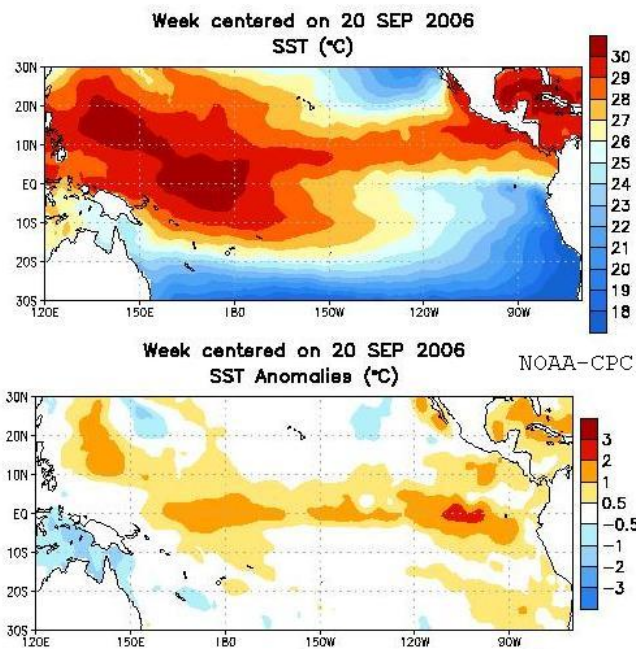 Week centered on 20 SEP 2006
SST (°C)
30N
20N
10N
EQ
10S
20S
30S
120E
150E
180
150W
120W
90W
30
29
28
27
26
25
24
23
22
21
20
19
18
Week centered on 20 SEP 2006
SST Anomalies (°C)
NOAA-CPC
30N
20N
10N
EQ
10S
20S
30S
120E
150E
180
150W
120W
90W
3
2
1
0.5
-0.5
-1
-2
-3